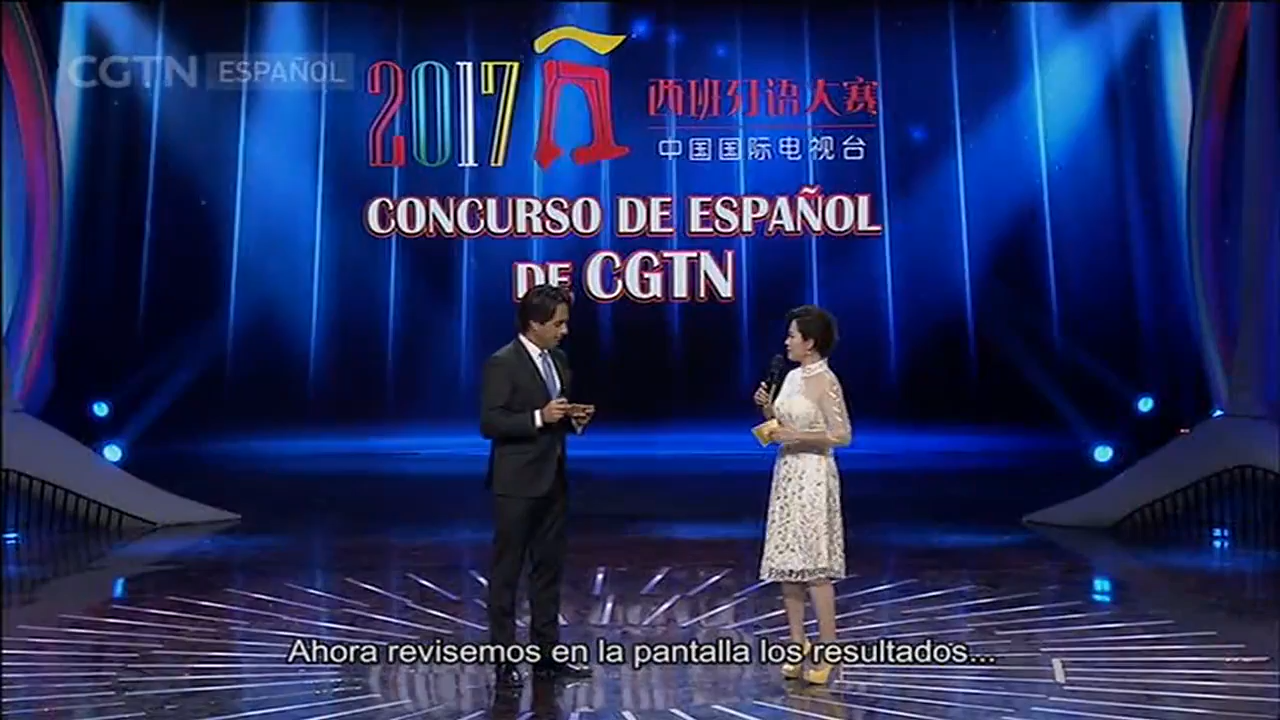 CGTN ESPAÑOL
2017 Ñ 西班牙语大赛
中国国际电视台
CONCURSO DE ESPAÑOL
DE CGTN
Ahora revisemos en la pantalla los resultados...